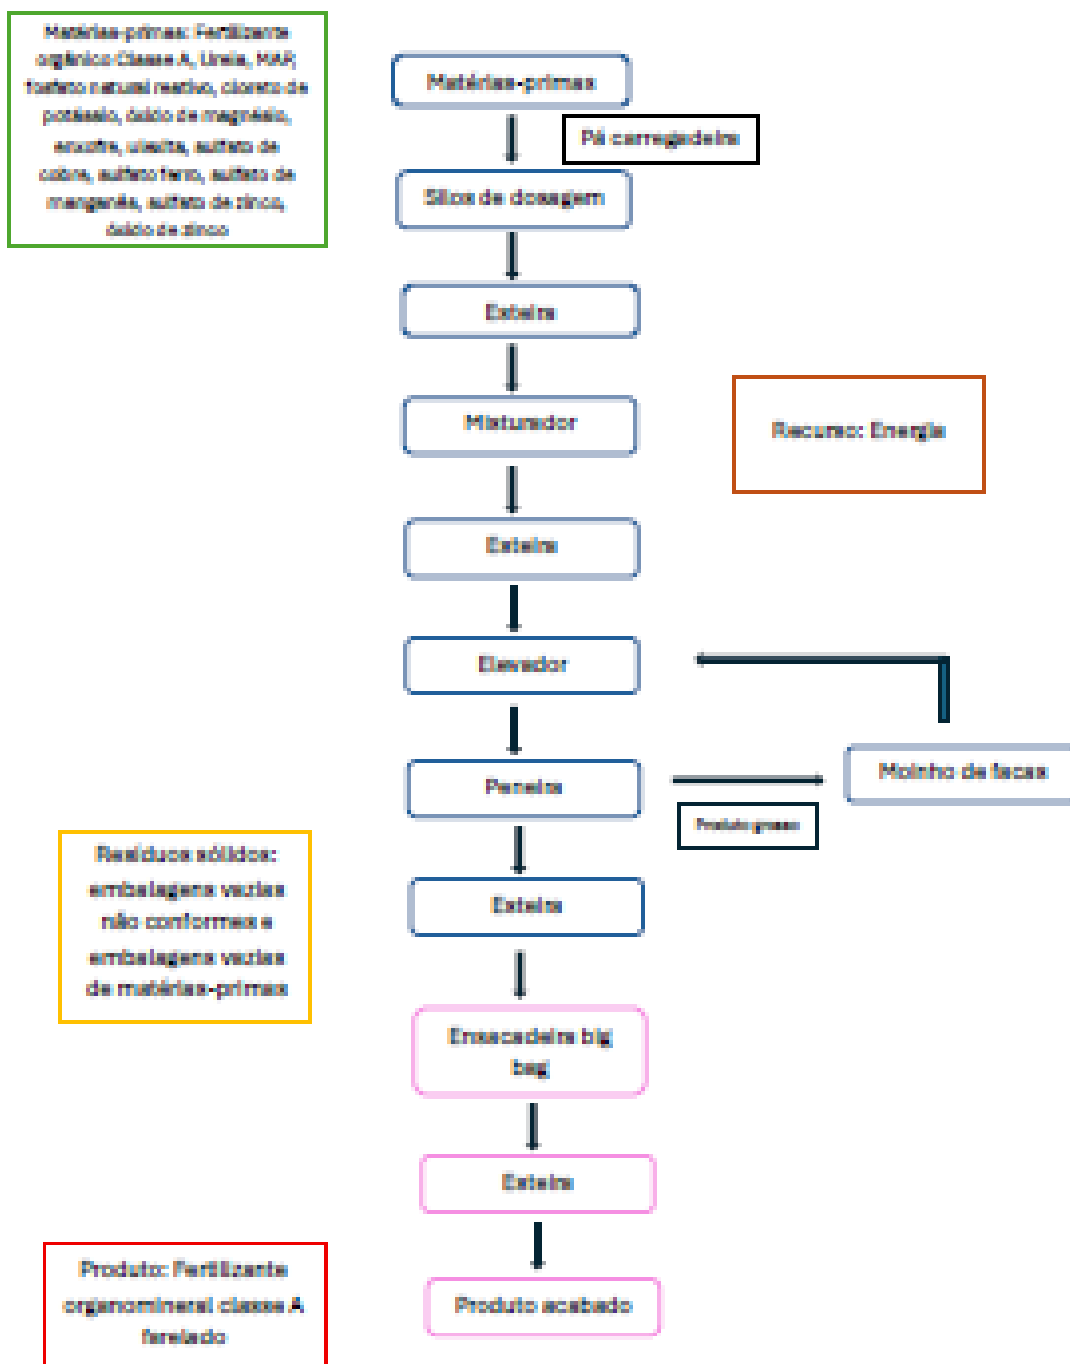 Matérias-primas: Fertilizante
orgânico Classe A, Ureia, MAP,
fosfato natural reativo, cloreto de
potássio, óxido de magnésio,
enxofre, ulexita, sulfato de
cobre, sulfato ferro, sulfato de
manganês, sulfato de zinco,
óxido de zinco
Matérias-primas
Pá carregadeira
Silos de dosagem
Esteira
Misturador
Recurso: Energia
Esteira
Elevador
Peneira
Moinho de facas
Produto grosso
Resíduos sólidos:
embalagens vazias
não conformes e
embalagens vazias
de matérias-primas
Esteira
Ensacadeira big
bag
Esteira
Produto: Fertilizante
organomineral classe A
farelado
Produto acabado